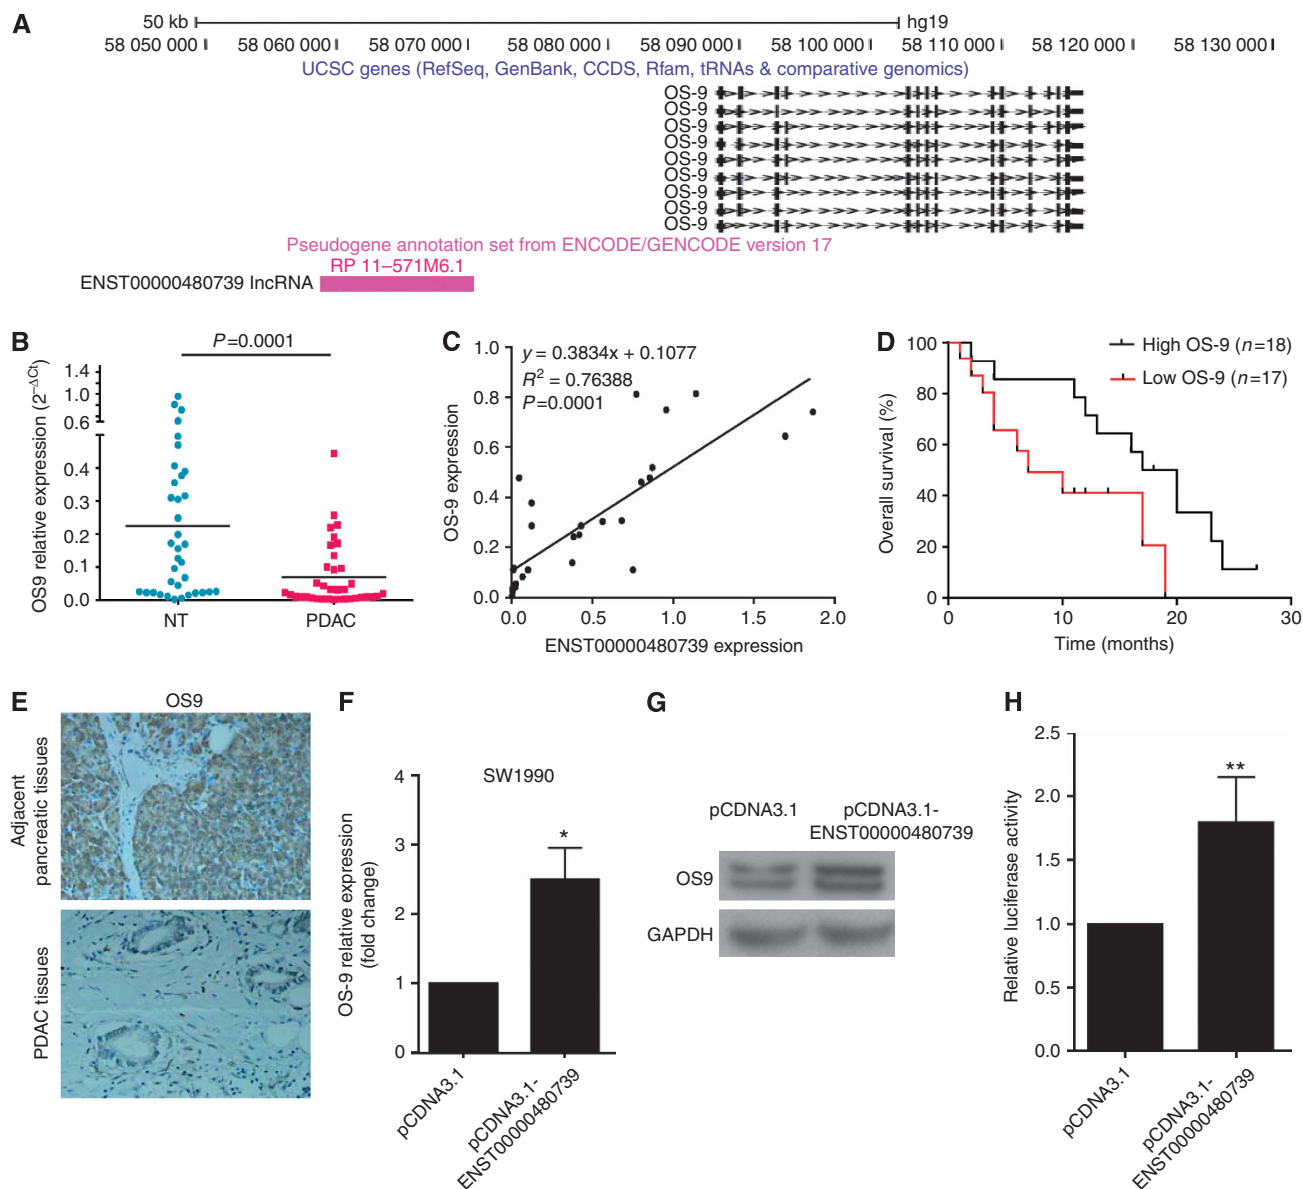 A
50 kb
hg19
58 050 000
58 060 000
58 070 000
58 080 000
58 090 000
58 100 000
58 110 000
58 120 000
58 130 000
UCSC genes (RefSeq, GenBank, CCDS, Rfam, tRNAs & comparative genomics)
OS-9
OS-9
OS-9
OS-9
OS-9
OS-9
OS-9
OS-9
OS-9
Pseudogene annotation set from ENCODE/GENCODE version 17
RP 11–571M6.1
ENST00000480739 lncRNA
B
P=0.0001
OS9 relative expression (2⁻ΔCt)
1.4
1.0
0.6
0.4
0.3
0.2
0.1
0.0
NT
PDAC
C
y = 0.3834x + 0.1077
R² = 0.76388
P=0.0001
OS-9 expression
1.0
0.8
0.6
0.4
0.2
0.0
0.0
0.5
1.0
1.5
2.0
ENST00000480739 expression
D
High OS-9 (n=18)
Low OS-9 (n=17)
Overall survival (%)
100
80
60
40
20
0
0
10
20
30
Time (months)
E
OS9
Adjacent
pancreatic tissues
PDAC tissues
F
SW1990
OS-9 relative expression
(fold change)
4
3
2
1
0
*
pCDNA3.1
pCDNA3.1-
ENST00000480739
G
pCDNA3.1
pCDNA3.1-
ENST00000480739
OS9
GAPDH
H
Relative luciferase activity
2.5
2.0
1.5
1.0
0.5
0.0
**
pCDNA3.1
pCDNA3.1-
ENST00000480739